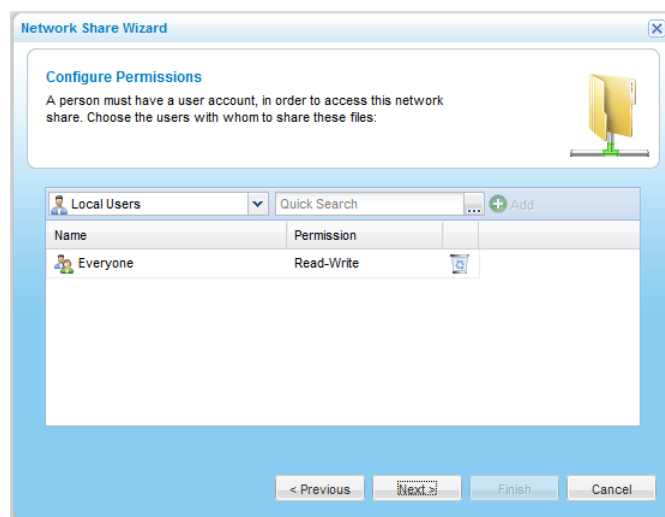 Network Share Wizard
Configure Permissions
A person must have a user account, in order to access this network
share. Choose the users with whom to share these files:
Local Users Quick Search ... Add
Name Permission
Everyone Read-Write
< Previous Next > Finish Cancel